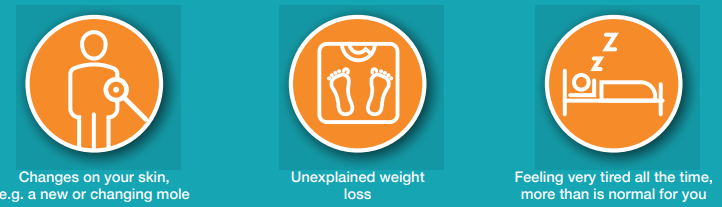 Z
Z
Changes on your skin,
e.g. a new or changing mole
Unexplained weight
loss
Feeling very tired all the time,
more than is normal for you